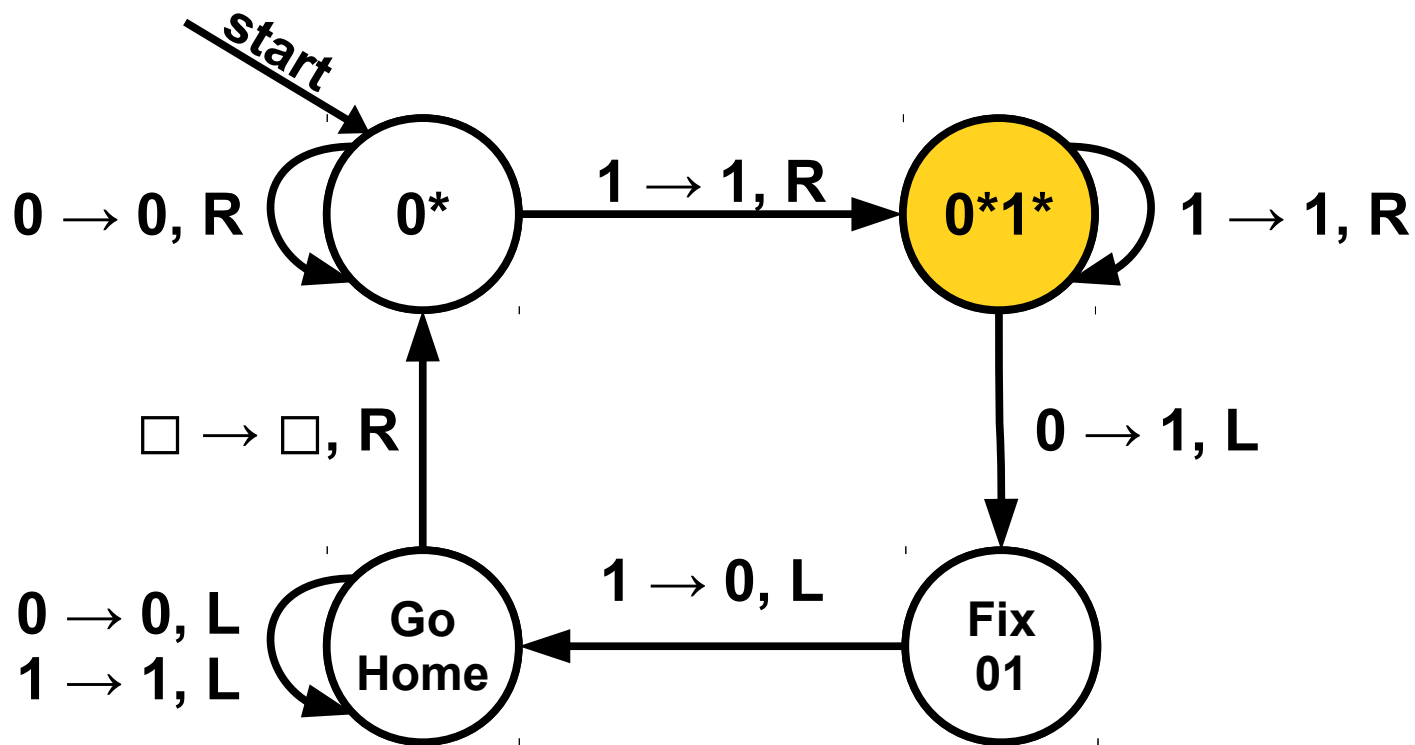 start
0 → 0, R
0*
1 → 1, R
0*1*
1 → 1, R
□ → □, R
0 → 1, L
0 → 0, L
1 → 1, L
Go
Home
1 → 0, L
Fix
01